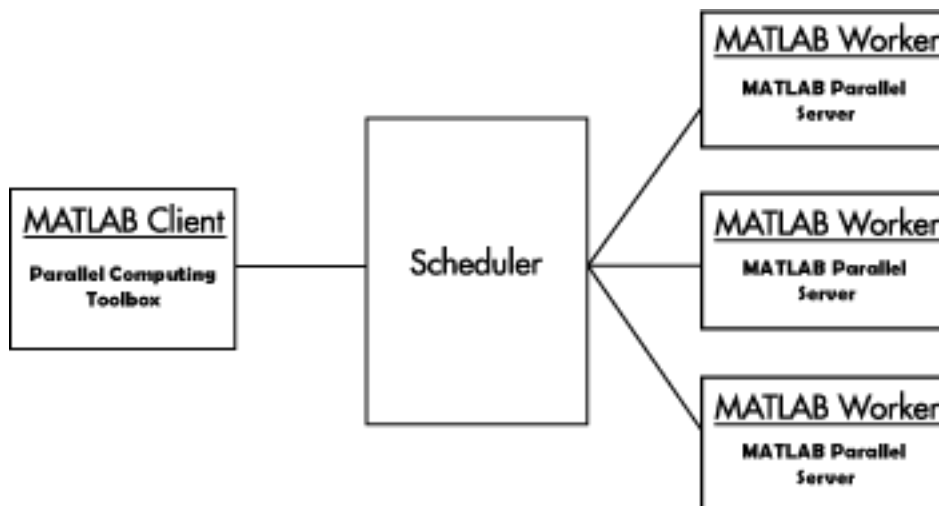 MATLAB Client
Parallel Computing
Toolbox
Scheduler
MATLAB Worker
MATLAB Parallel
Server
MATLAB Worker
MATLAB Parallel
Server
MATLAB Worker
MATLAB Parallel
Server